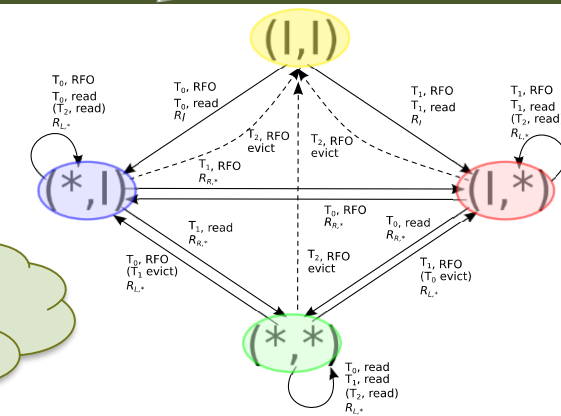 (I,I)
T0, RFO
T0, read
(T2, read)
RL,*
T0, RFO
T0, read
RI
T1, RFO
T1, read
RI
T1, RFO
T1, read
(T2, read
RL,*
T2, RFO
evict
T2, RFO
evict
T1, RFO
RR,*
(*,I)
(I,*)
T0, RFO
RR,*
T1, read
RR,*
T0, read
RR,*
T0, RFO
(T1 evict)
RL,*
T2, RFO
evict
T1, RFO
(T0 evict)
RL,*
(*,*)
T0, read
T1, read
(T2, read)
RL,*